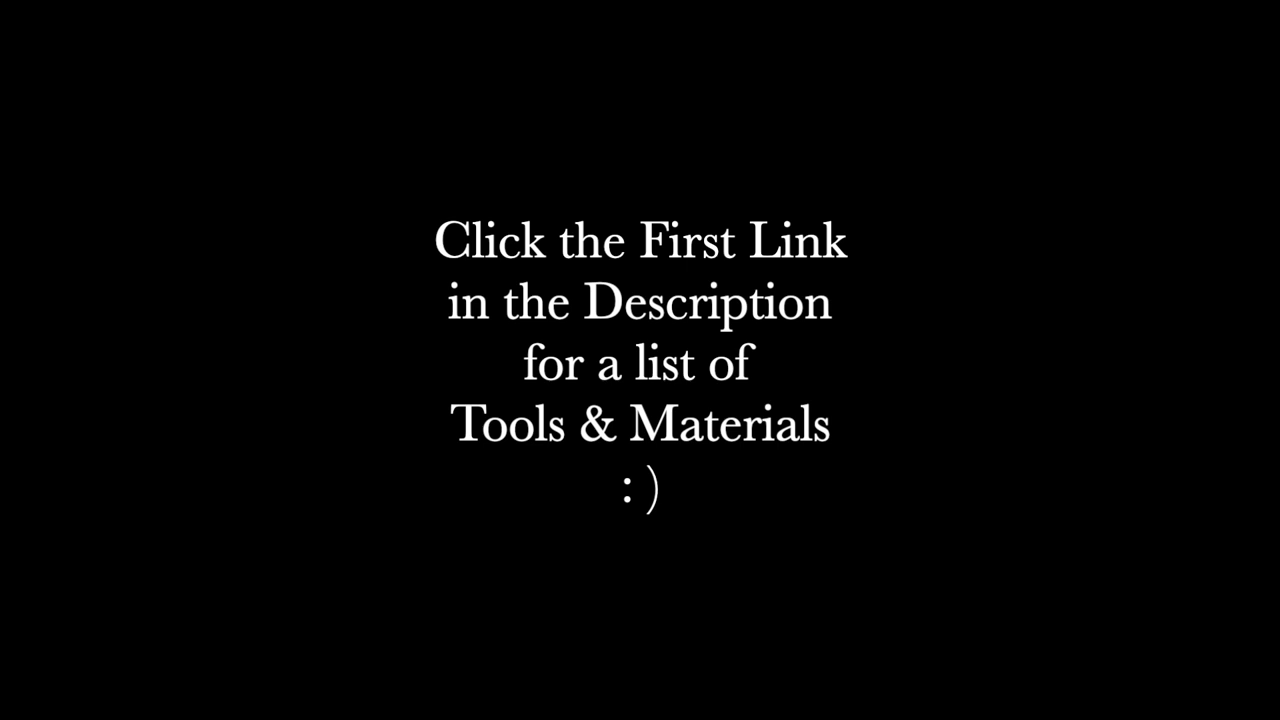 Click the First Link
in the Description
for a list of
Tools & Materials
: )